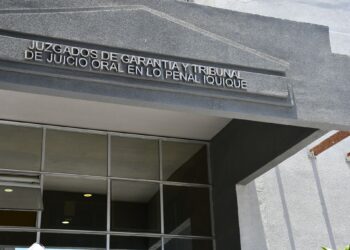 JUZGADOS DE GARANTIA Y TRIBUNAL
DE JUICIO ORAL EN LO PENAL IQUIQUE